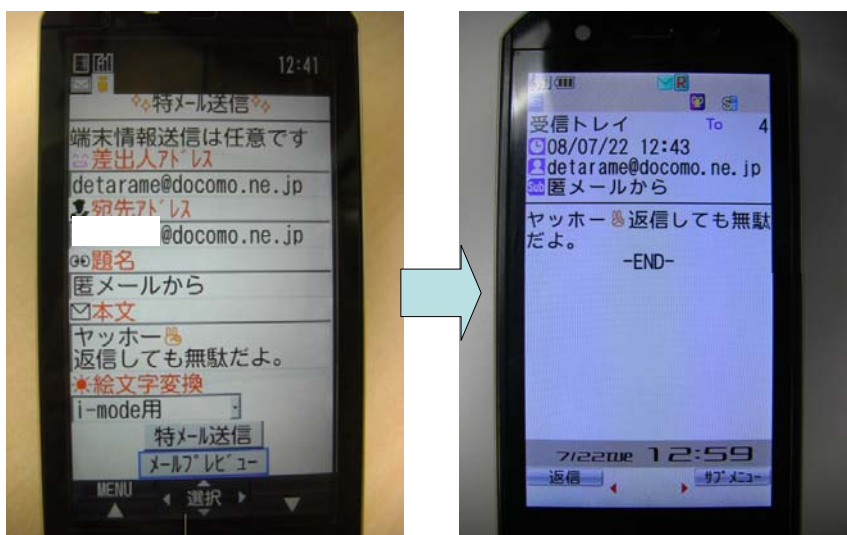 12:41
特メール送信
端末情報送信は任意です
差出人アドレス
detarame@docomo.ne.jp
宛先アドレス
@docomo.ne.jp
題名
匿メールから
本文
ヤッホー
返信しても無駄だよ。
絵文字変換
i-mode用
特メール送信
メールプレビュー
MENU
選択
受信トレイ To 4
08/07/22 12:43
detarame@docomo.ne.jp
Sub 匿メールから
ヤッホー 返信しても無駄
だよ。
-END-
7/22TUE 12:59
返信
サブメニュー